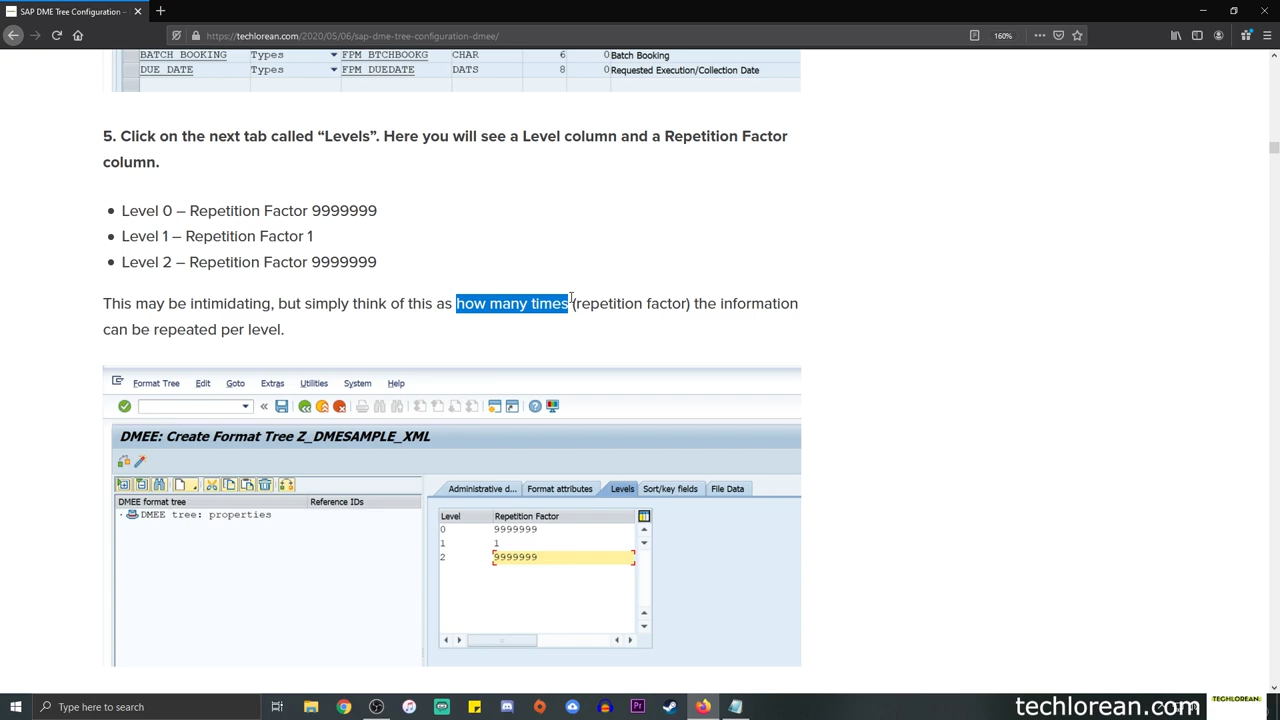 SAP DME Tree Configuration -
https://techlorean.com/2020/05/06/sap-dme-tree-configuration-dmee/
160%
BATCH_BOOKING Types FPM_BTCHBOOKG CHAR 6 0 Batch Booking
DUE_DATE Types FPM_DUEDATE DATS 8 0 Requested Execution/Collection Date
5. Click on the next tab called “Levels”. Here you will see a Level column and a Repetition Factor
column.
• Level 0 – Repetition Factor 9999999
• Level 1 – Repetition Factor 1
• Level 2 – Repetition Factor 9999999
This may be intimidating, but simply think of this as how many times (repetition factor) the information
can be repeated per level.
Format Tree Edit Goto Extras Utilities System Help
DMEE: Create Format Tree Z_DMESAMPLE_XML
Administrative d... Format attributes Levels Sort/key fields File Data
DMEE format tree Reference IDs
DMEE tree: properties
Level Repetition Factor
0 9999999
1 1
2 9999999
Type here to search
techlorean.com
TECHLOREAN